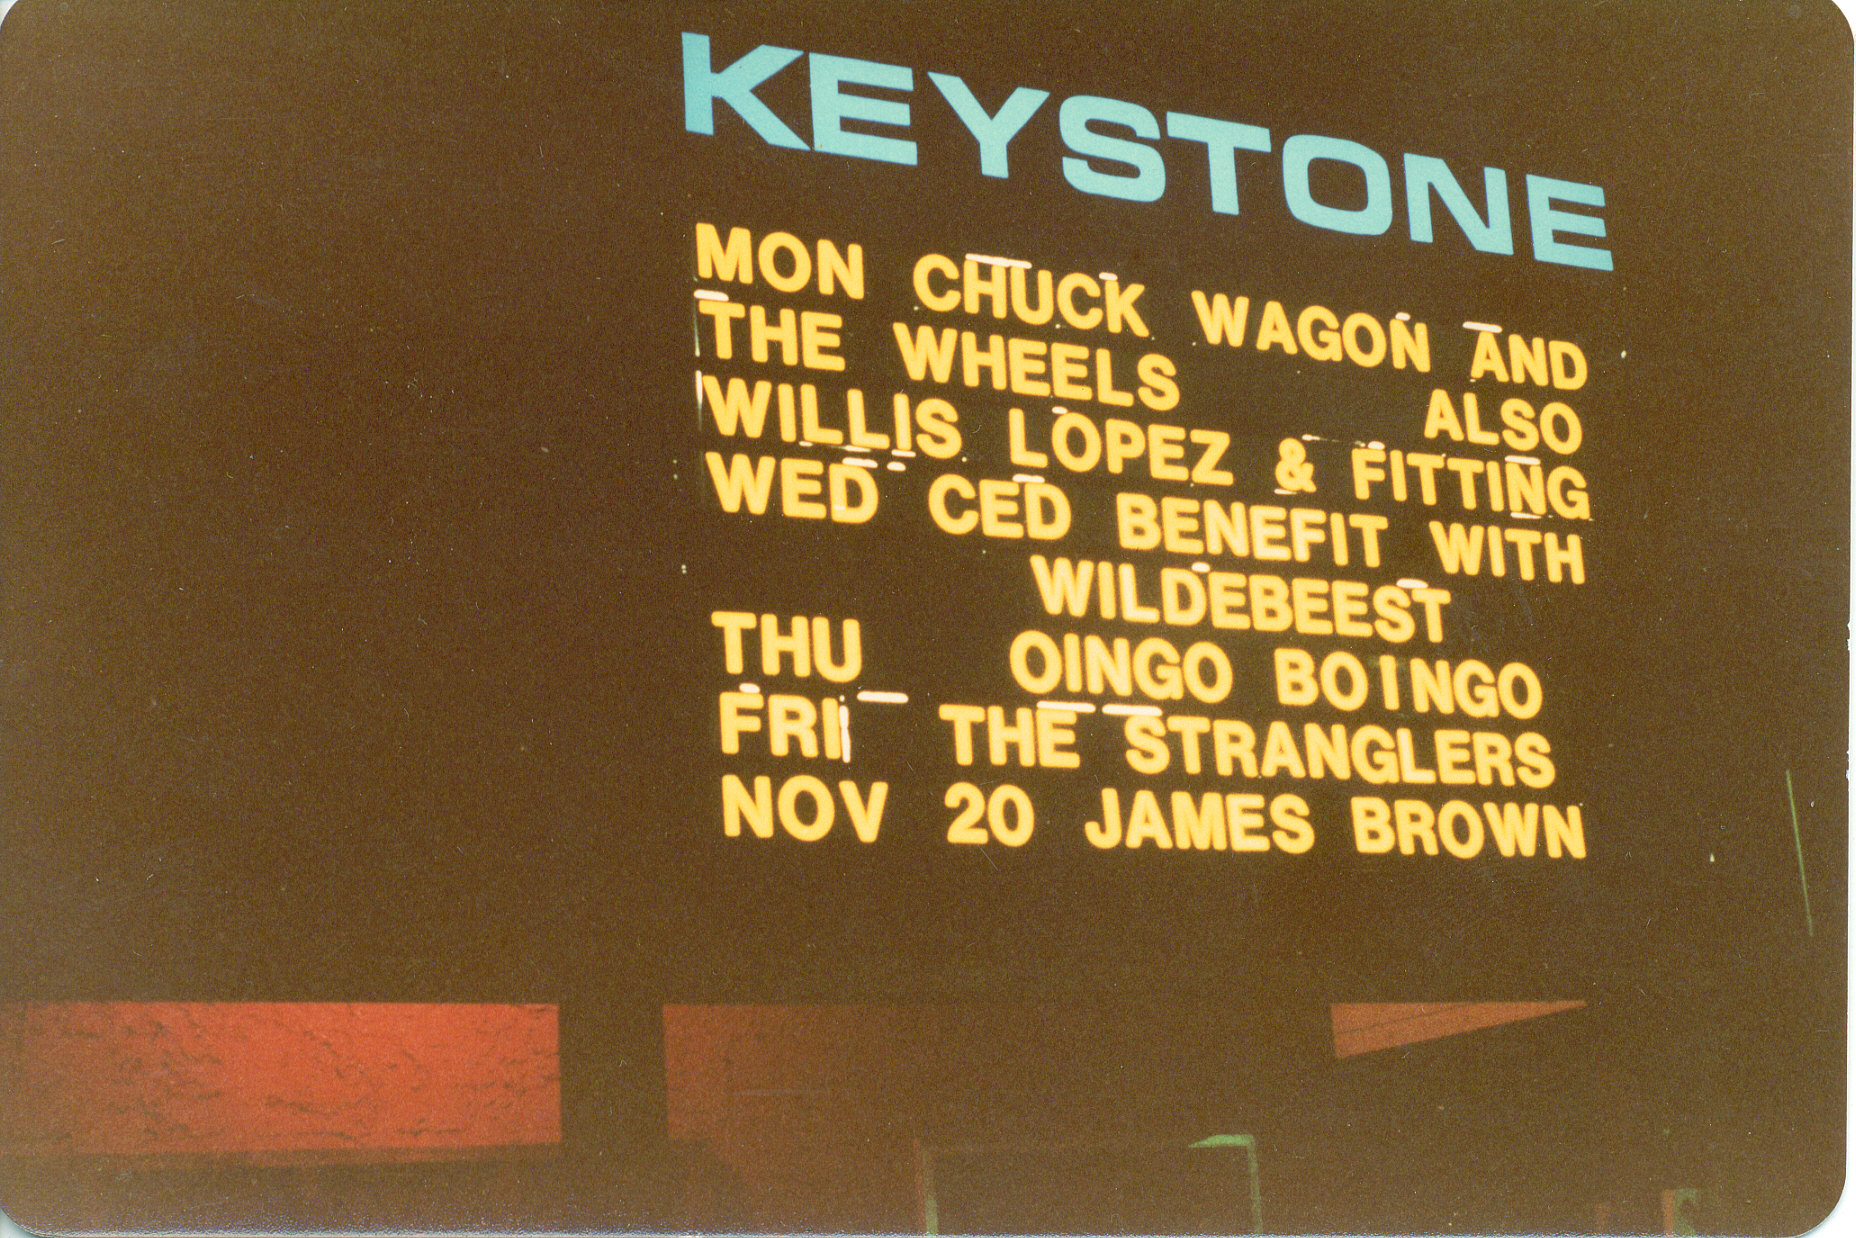 KEYSTONE
MON CHUCK WAGON AND
THE WHEELS ALSO
WILLIS LOPEZ & FITTING
WED CED BENEFIT WITH
WILDEBEEST
THU OINGO BOINGO
FRI THE STRANGLERS
NOV 20 JAMES BROWN